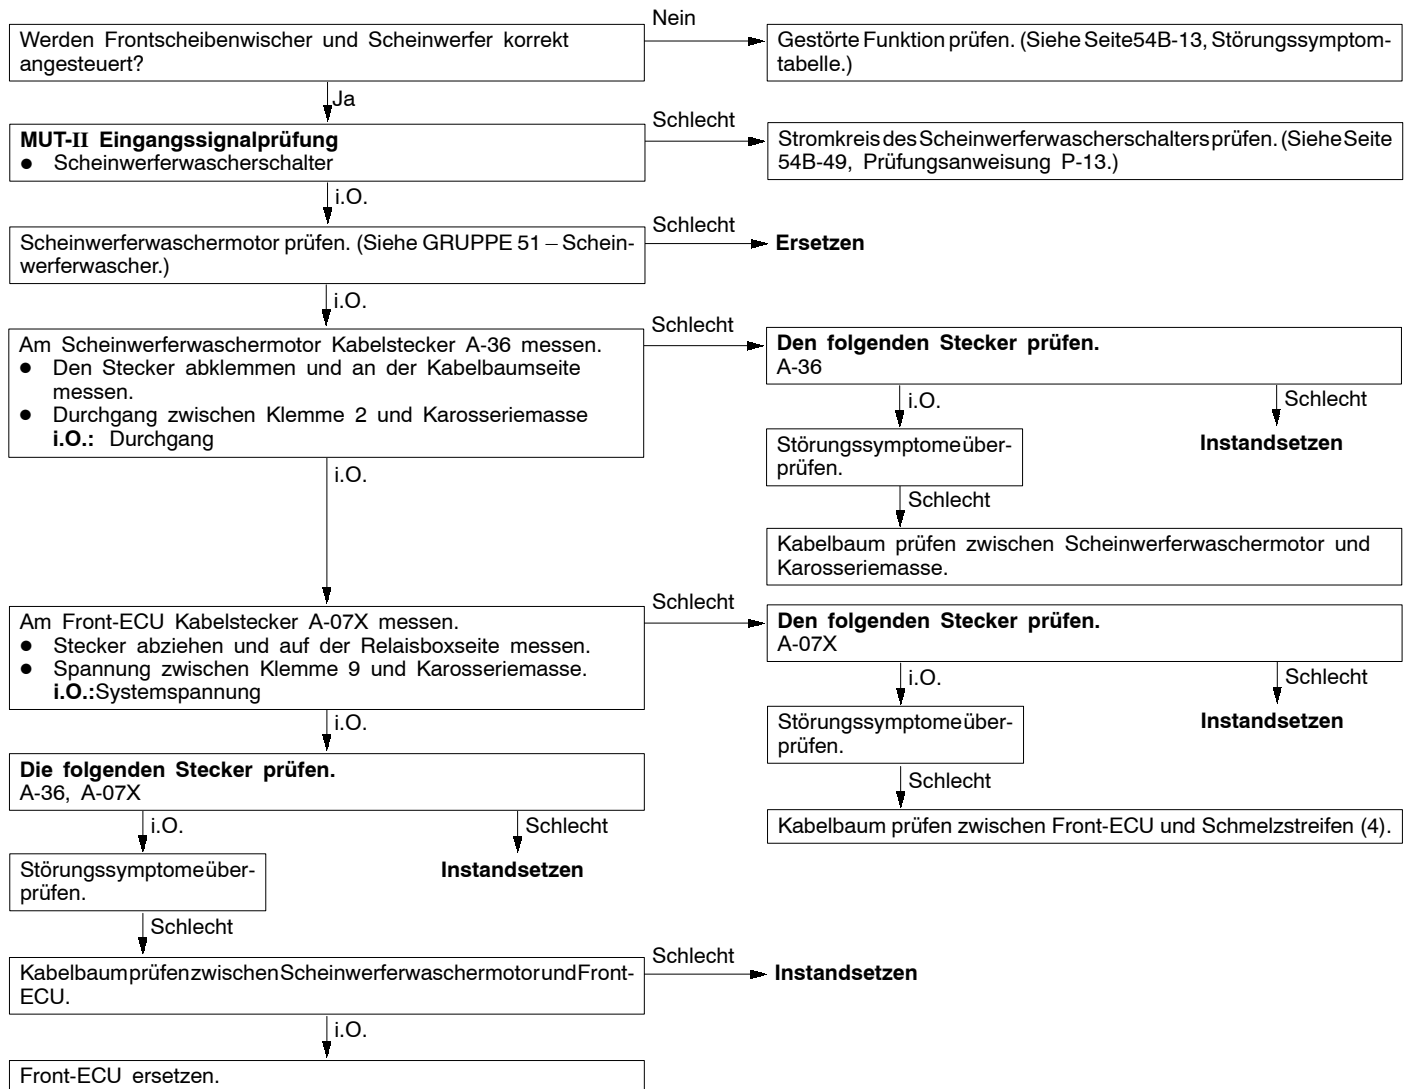 Werden Frontscheibenwischer und Scheinwerfer korrekt
angesteuert?
Nein
Gestörte Funktion prüfen. (Siehe Seite54B-13, Störungssymptom-
tabelle.)
Ja
MUT-II Eingangssignalprüfung
● Scheinwerferwascherschalter
Schlecht
Stromkreis des Scheinwerferwascherschalters prüfen. (Siehe Seite
54B-49, Prüfungsanweisung P-13.)
i.O.
Scheinwerferwaschermotor prüfen. (Siehe GRUPPE 51 – Schein-
werferwascher.)
Schlecht
Ersetzen
i.O.
Am Scheinwerferwaschermotor Kabelstecker A-36 messen.
● Den Stecker abklemmen und an der Kabelbaumseite
messen.
● Durchgang zwischen Klemme 2 und Karosseriemasse
i.O.: Durchgang
Schlecht
Den folgenden Stecker prüfen.
A-36
i.O.
Schlecht
Störungssymptome über-
prüfen.
Instandsetzen
Schlecht
Kabelbaum prüfen zwischen Scheinwerferwaschermotor und
Karosseriemasse.
i.O.
Am Front-ECU Kabelstecker A-07X messen.
● Stecker abziehen und auf der Relaisboxseite messen.
● Spannung zwischen Klemme 9 und Karosseriemasse.
i.O.:Systemspannung
Schlecht
Den folgenden Stecker prüfen.
A-07X
i.O.
Schlecht
Störungssymptome über-
prüfen.
Instandsetzen
Schlecht
Kabelbaum prüfen zwischen Front-ECU und Schmelzstreifen (4).
i.O.
Die folgenden Stecker prüfen.
A-36, A-07X
i.O.
Schlecht
Störungssymptome über-
prüfen.
Instandsetzen
Schlecht
Kabelbaum prüfen zwischen Scheinwerferwaschermotor und Front-
ECU.
Schlecht
Instandsetzen
i.O.
Front-ECU ersetzen.